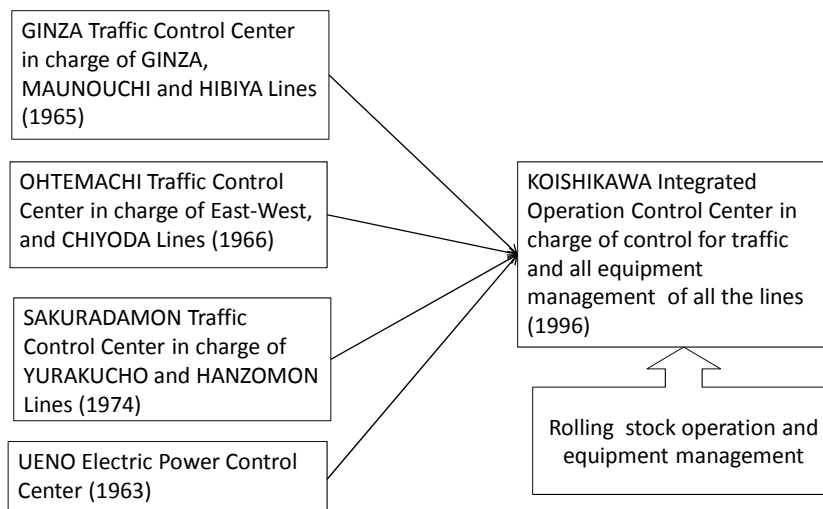 GINZA Traffic Control Center
in charge of GINZA,
MAUNOUCHI and HIBIYA Lines
(1965)
OHTEMACHI Traffic Control
Center in charge of East-West,
and CHIYODA Lines (1966)
SAKURADAMON Traffic
Control Center in charge of
YURAKUCHO and HANZOMON
Lines (1974)
UENO Electric Power Control
Center (1963)
KOISHIKAWA Integrated
Operation Control Center in
charge of control for traffic
and all equipment
management of all the lines
(1996)
Rolling stock operation and
equipment management